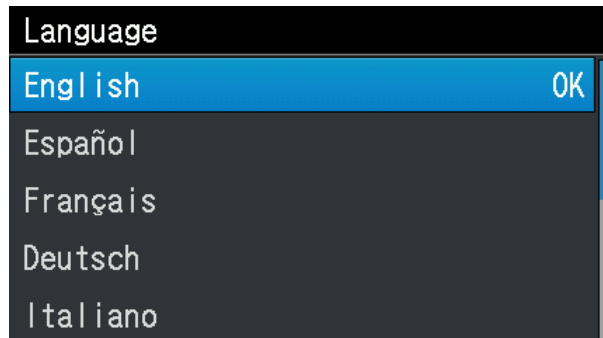 Language
English OK
Español
Français
Deutsch
Italiano